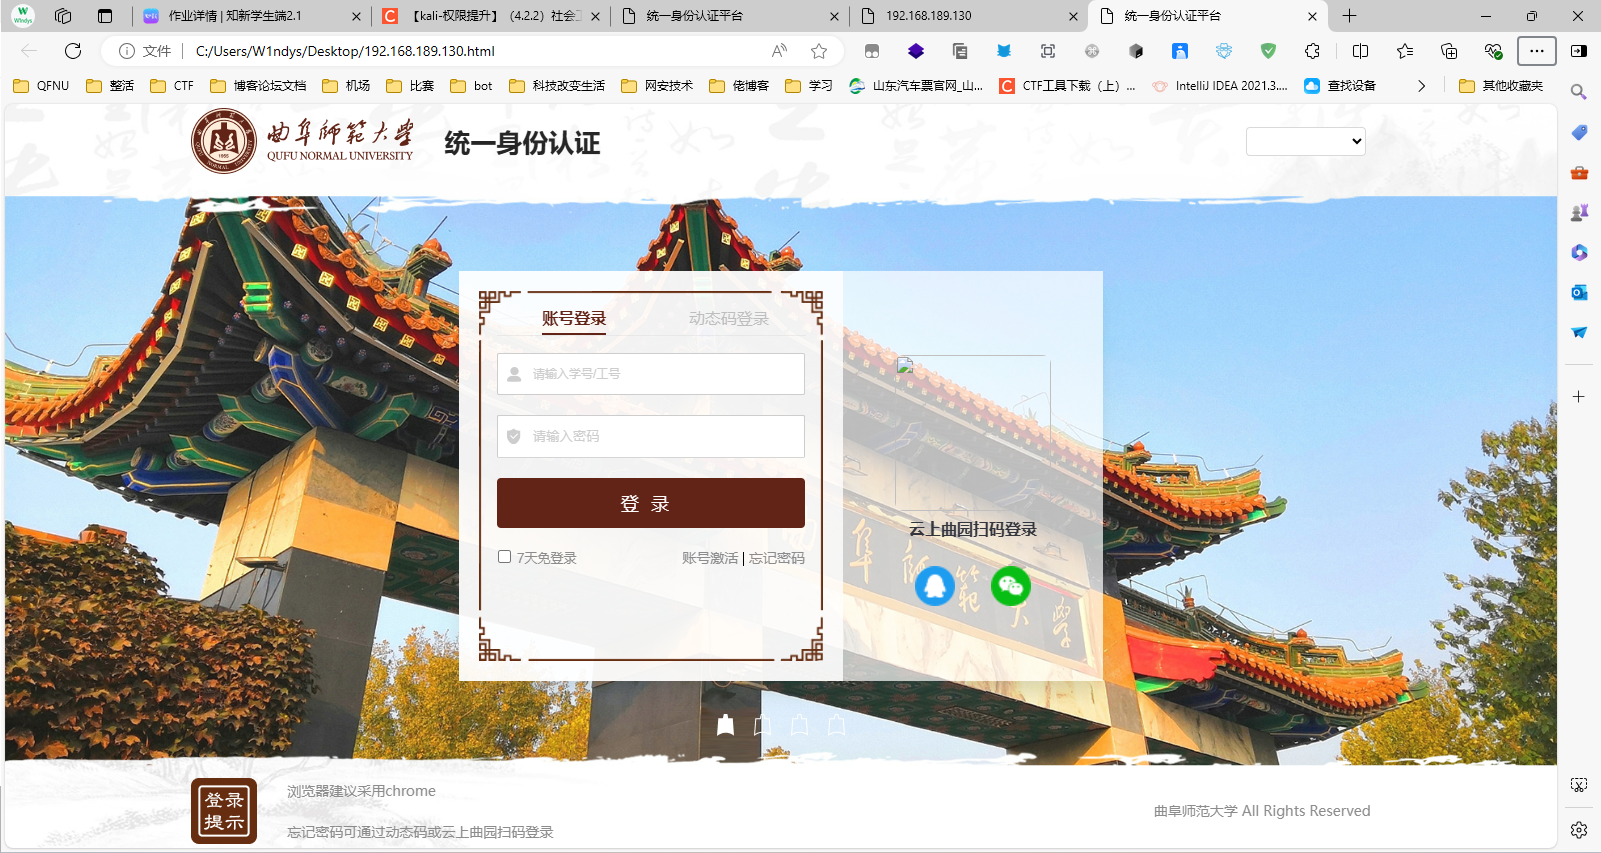 作业详情 | 知新学生端2.1
【kali-权限提升】（4.2.2）社会工
统一身份认证平台
192.168.189.130
统一身份认证平台
文件
C:/Users/W1ndys/Desktop/192.168.189.130.html
QFNU
整活
CTF
博客论坛文档
机场
比赛
bot
科技改变生活
网安技术
佬博客
学习
山东汽车票官网_山...
CTF工具下载（上）...
IntelliJ IDEA 2021.3....
查找设备
其他收藏夹
曲阜师范大学
QUFU NORMAL UNIVERSITY
统一身份认证
账号登录
动态码登录
请输入学号/工号
请输入密码
登 录
7天免登录
账号激活 | 忘记密码
云上曲园扫码登录
登录
提示
浏览器建议采用chrome
忘记密码可通过动态码或云上曲园扫码登录
曲阜师范大学 All Rights Reserved